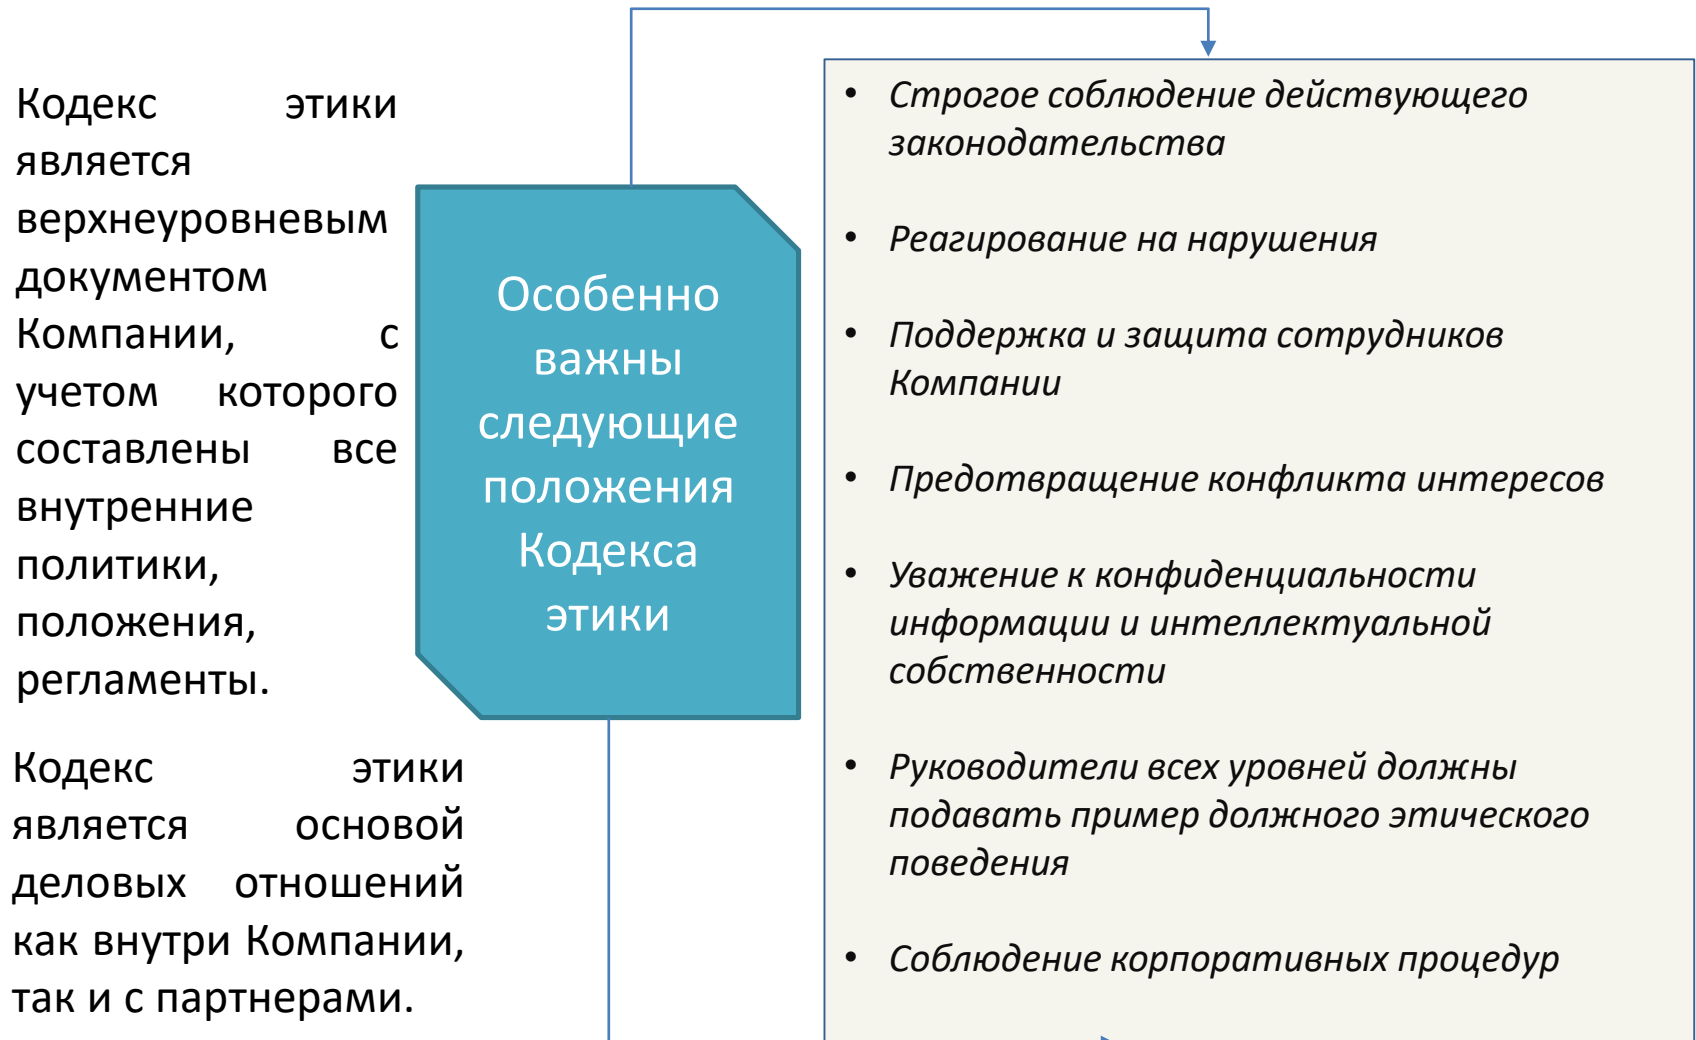 Кодекс этики
является
верхнеуровневым
документом
Компании, с
учетом которого
составлены все
внутренние
политики,
положения,
регламенты.
Кодекс этики
является основой
деловых отношений
как внутри Компании,
так и с партнерами.
Особенно
важны
следующие
положения
Кодекса
этики
• Строгое соблюдение действующего
законодательства
• Реагирование на нарушения
• Поддержка и защита сотрудников
Компании
• Предотвращение конфликта интересов
• Уважение к конфиденциальности
информации и интеллектуальной
собственности
• Руководители всех уровней должны
подавать пример должного этического
поведения
• Соблюдение корпоративных процедур